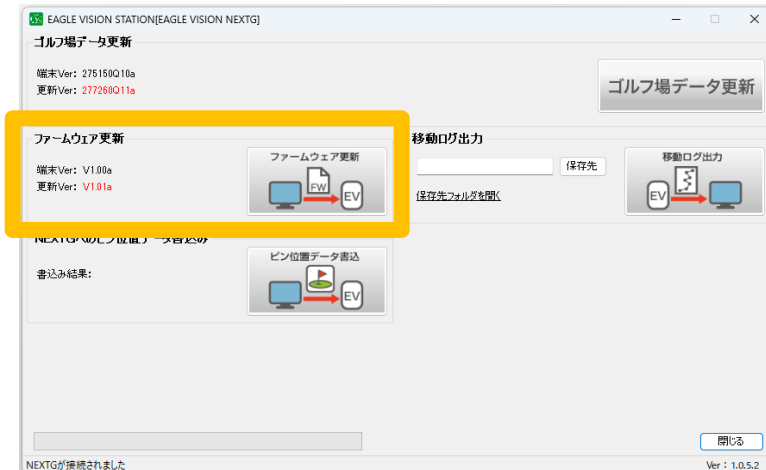 EAGLE VISION STATION[EAGLE VISION NEXTG]
ゴルフ場データ更新
端末Ver: 275150Q10a
更新Ver: 277260Q11a
ゴルフ場データ更新
ファームウェア更新
端末Ver: V1.00a
更新Ver: V1.01a
ファームウェア更新
FW
EV
移動ログ出力
保存先
保存先フォルダを開く
移動ログ出力
EV
NEXTGへのピン位置データ書込み
書込み結果:
ピン位置データ書込
EV
閉じる
NEXTGが接続されました
Ver : 1.0.5.2